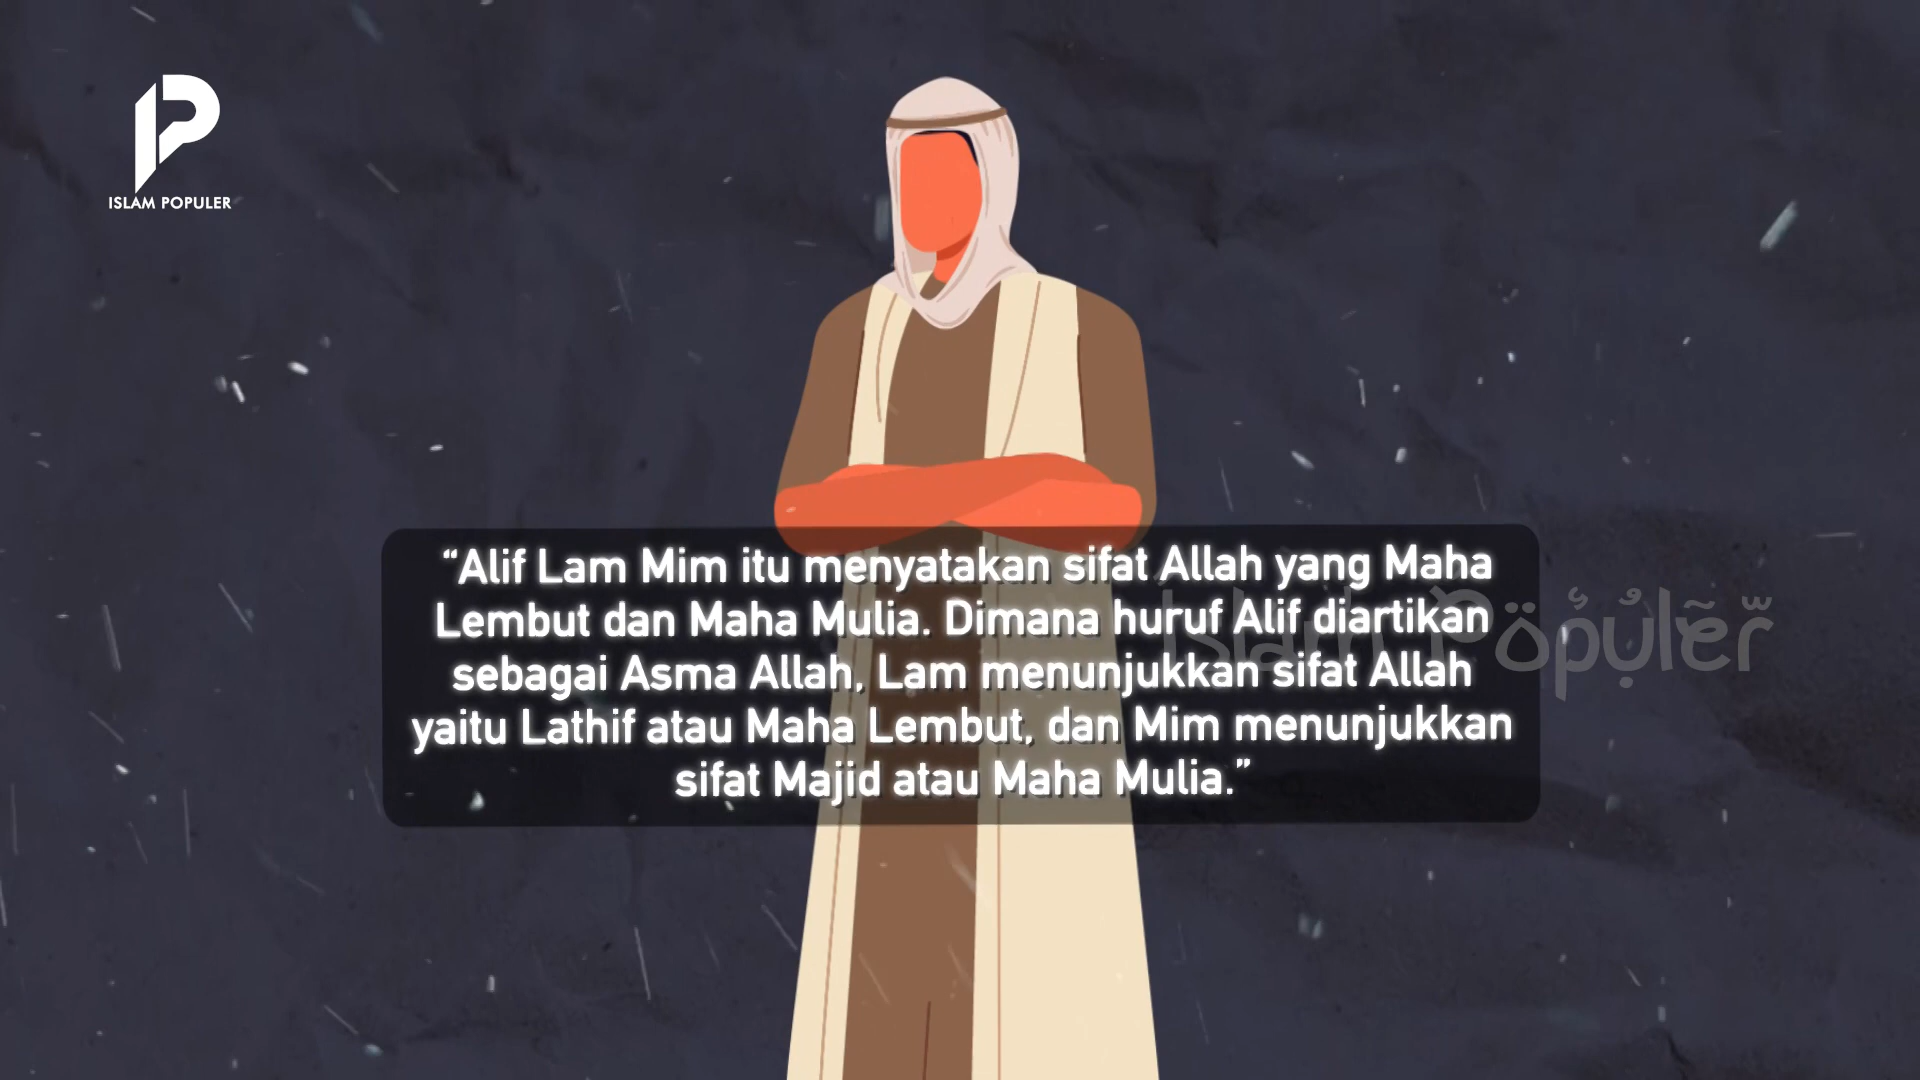 ISLAM POPULER
“Alif Lam Mim itu menyatakan sifat Allah yang Maha
Lembut dan Maha Mulia. Dimana huruf Alif diartikan
sebagai Asma Allah, Lam menunjukkan sifat Allah
yaitu Lathif atau Maha Lembut, dan Mim menunjukkan
sifat Majid atau Maha Mulia.”
Islam Populer